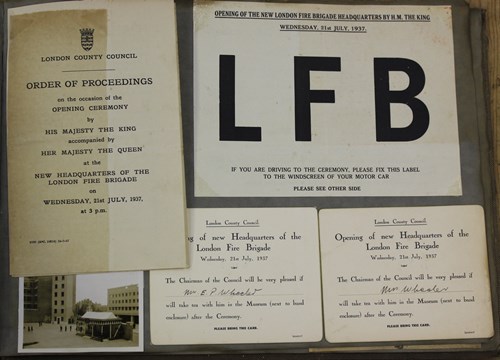 LONDON COUNTY COUNCIL
ORDER OF PROCEEDINGS
on the occasion of the
OPENING CEREMONY
by
HIS MAJESTY THE KING
accompanied by
HER MAJESTY THE QUEEN
at the
NEW HEADQUARTERS OF THE
LONDON FIRE BRIGADE
on
WEDNESDAY, 21st JULY, 1937,
at 3 p.m.
OPENING OF THE NEW LONDON FIRE BRIGADE HEADQUARTERS BY H.M. THE KING
WEDNESDAY, 21st JULY, 1937.
LFB
IF YOU ARE DRIVING TO THE CEREMONY, PLEASE FIX THIS LABEL
TO THE WINDSCREEN OF YOUR MOTOR CAR
PLEASE SEE OTHER SIDE
London County Council
ing of new Headquarters of the
London Fire Brigade
Wednesday, 21st July, 1937
The Chairman of the Council will be pleased if
E P Wheeler
will take tea with him in the Museum (next to band
enclosure) after the Ceremony.
PLEASE BRING THIS CARD.
London County Council
Opening of new Headquarters of the
London Fire Brigade
Wednesday, 21st July, 1937
The Chairman of the Council will be pleased if
Mrs Wheeler
will take tea with him in the Museum (next to band
enclosure) after the Ceremony.
PLEASE BRING THIS CARD.